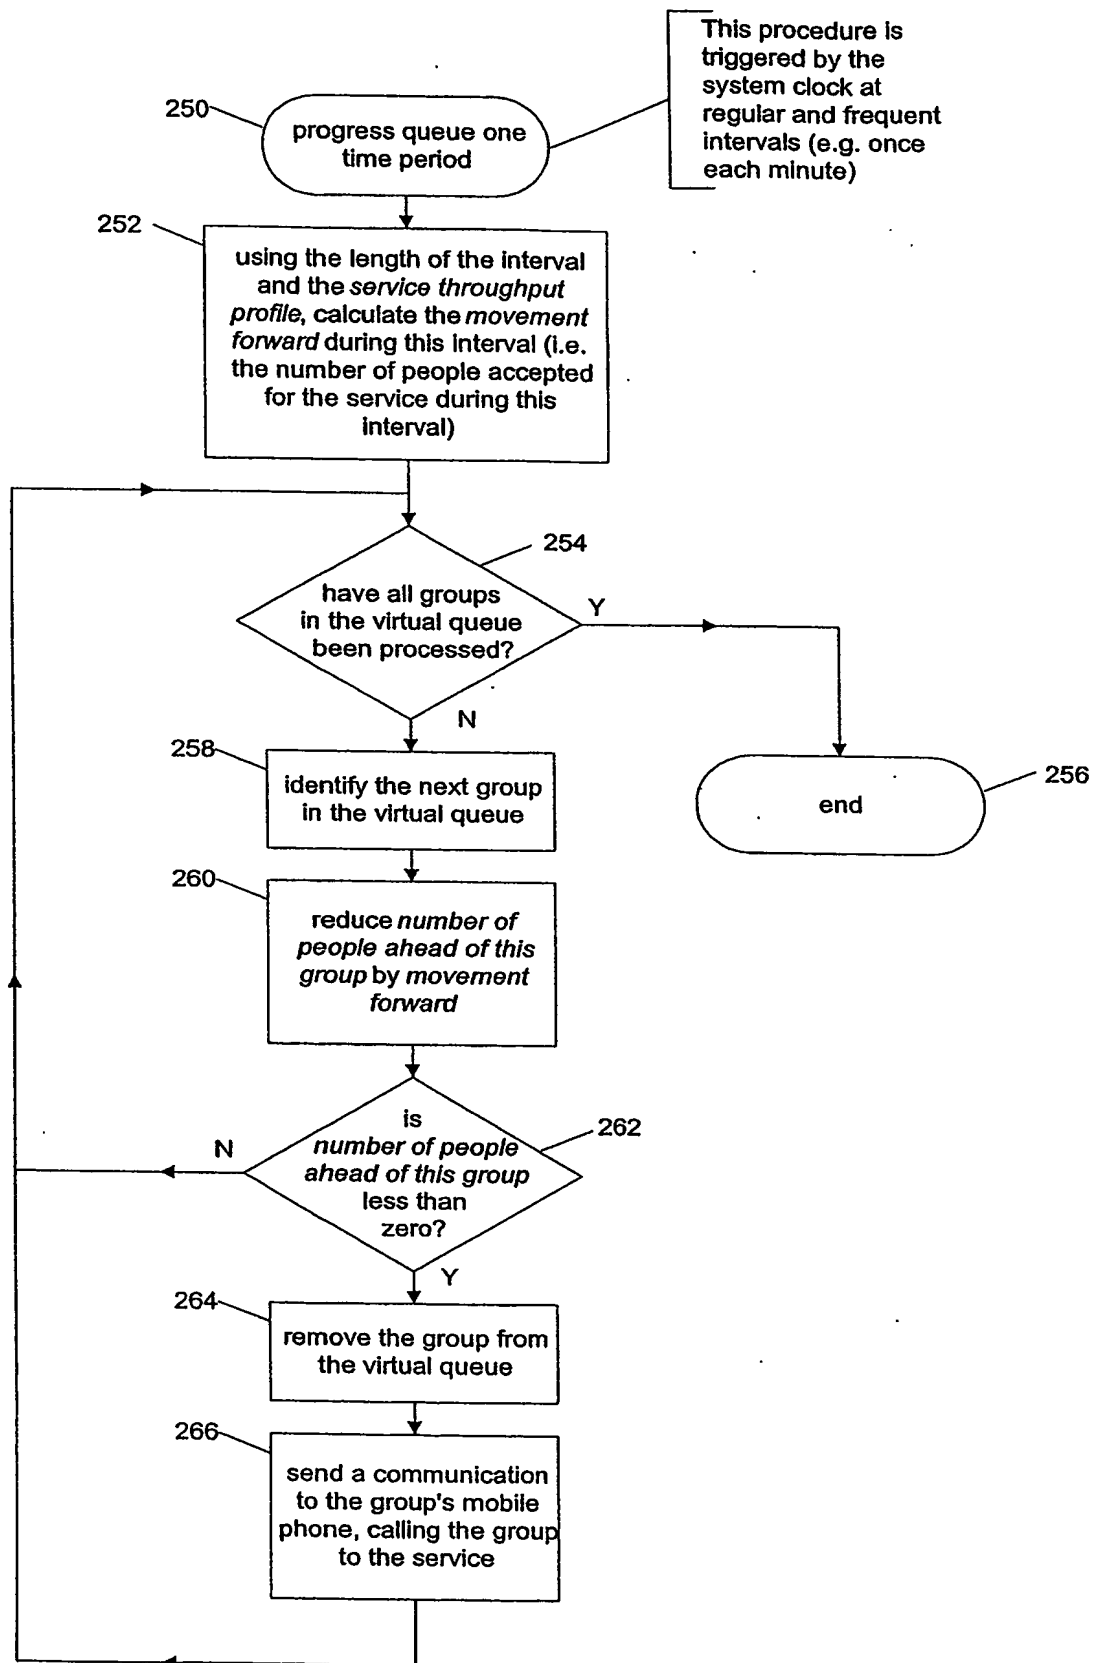 This procedure is
triggered by the
system clock at
regular and frequent
intervals (e.g. once
each minute)
250
progress queue one
time period
252
using the length of the interval
and the service throughput
profile, calculate the movement
forward during this interval (i.e.
the number of people accepted
for the service during this
interval)
254
have all groups
in the virtual queue
been processed?
Y
N
258
identify the next group
in the virtual queue
256
end
260
reduce number of
people ahead of this
group by movement
forward
262
is
number of people
ahead of this group
less than
zero?
N
Y
264
remove the group from
the virtual queue
266
send a communication
to the group's mobile
phone, calling the group
to the service